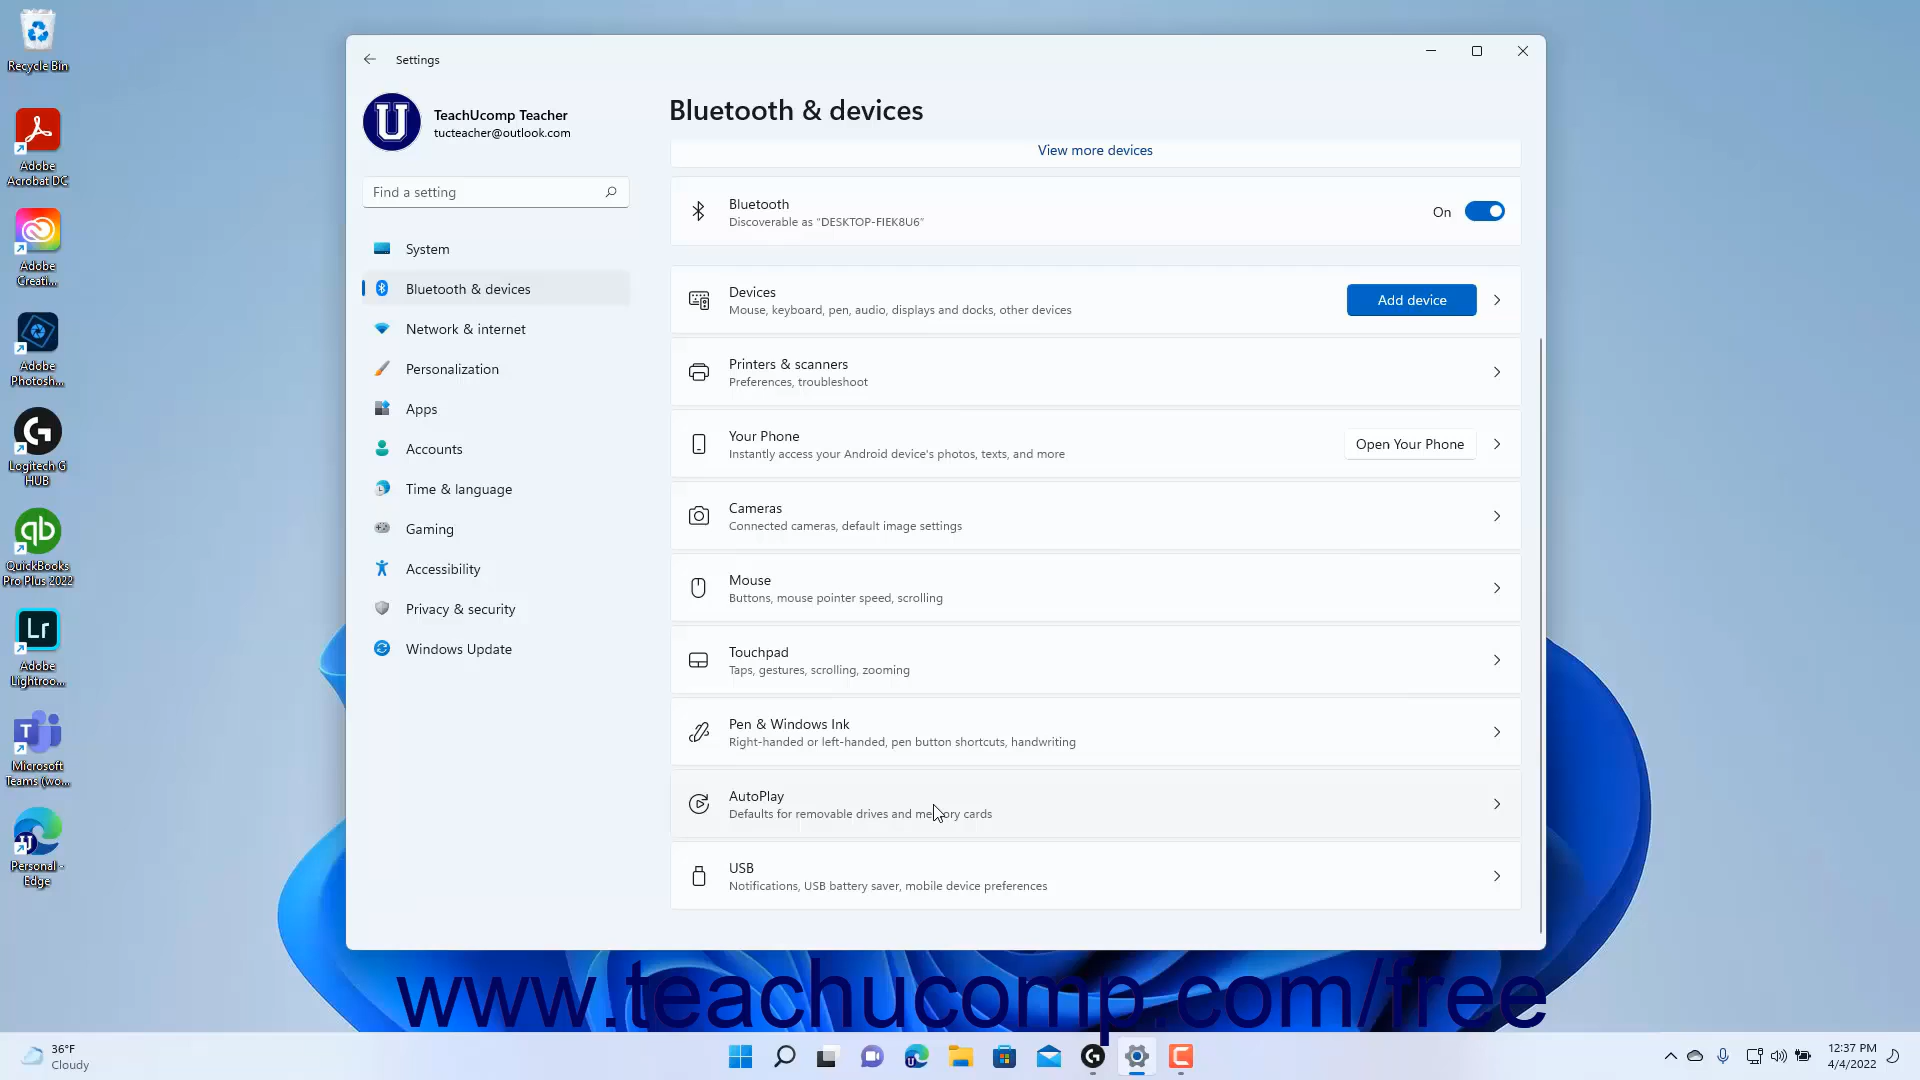 Recycle Bin
Adobe
Acrobat DC
Adobe
Creati...
Adobe
Photosh...
Logitech G
HUB
QuickBooks
Pro Plus 2022
Lr
Adobe
Lightroo...
Microsoft
Teams (wo...
Personal -
Edge
Settings
U
TeachUcomp Teacher
tucteacher@outlook.com
Find a setting
System
Bluetooth & devices
Network & internet
Personalization
Apps
Accounts
Time & language
Gaming
Accessibility
Privacy & security
Windows Update
Bluetooth & devices
View more devices
Bluetooth
Discoverable as "DESKTOP-FIEK8U6"
On
Devices
Mouse, keyboard, pen, audio, displays and docks, other devices
Add device
Printers & scanners
Preferences, troubleshoot
Your Phone
Instantly access your Android device's photos, texts, and more
Open Your Phone
Cameras
Connected cameras, default image settings
Mouse
Buttons, mouse pointer speed, scrolling
Touchpad
Taps, gestures, scrolling, zooming
Pen & Windows Ink
Right-handed or left-handed, pen button shortcuts, handwriting
AutoPlay
Defaults for removable drives and memory cards
USB
Notifications, USB battery saver, mobile device preferences
www.teachucomp.com/free
36°F
Cloudy
12:37 PM
4/4/2022